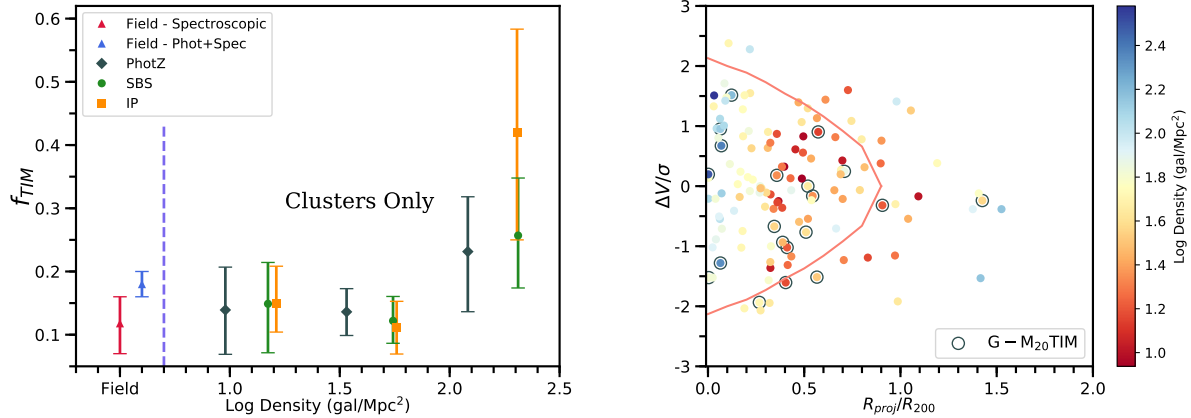 0.6
0.5
0.4
0.3
0.2
0.1
f_TIM
Field - Spectroscopic
Field - Phot+Spec
PhotZ
SBS
IP
Clusters Only
Field
1.0
1.5
2.0
2.5
Log Density (gal/Mpc²)
3
2
1
0
-1
-2
-3
ΔV/σ
G − M₂₀TIM
0.0
0.5
1.0
1.5
2.0
R_proj/R₂₀₀
2.4
2.2
2.0
1.8
1.6
1.4
1.2
1.0
Log Density (gal/Mpc²)